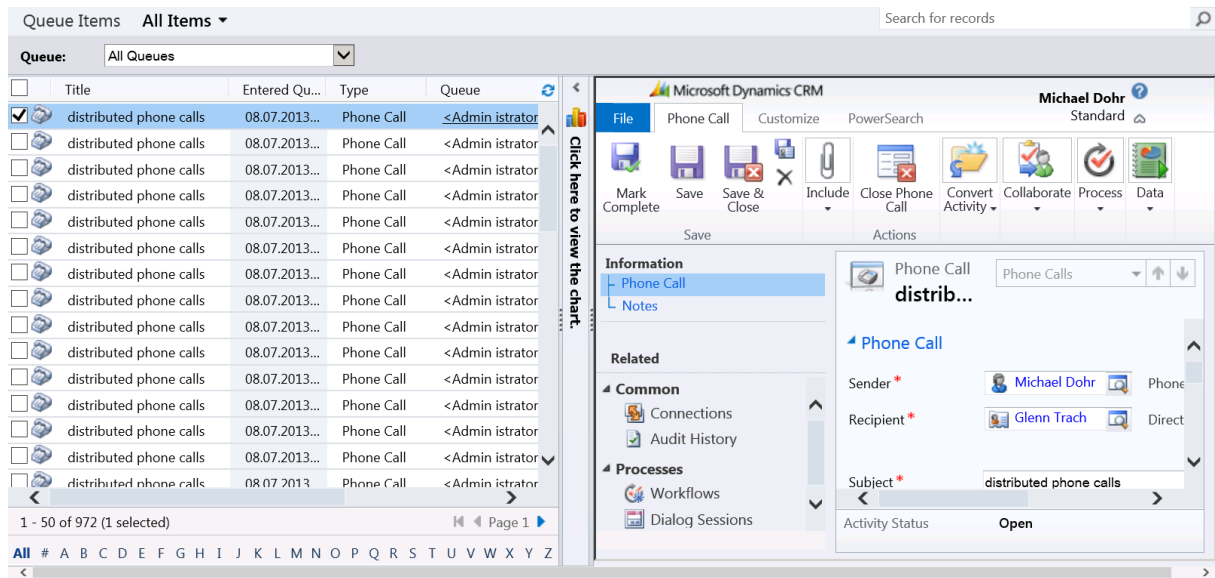 Queue Items All Items
Search for records
Queue: All Queues
Title Entered Qu... Type Queue
distributed phone calls 08.07.2013... Phone Call <Admin istrator
distributed phone calls 08.07.2013... Phone Call <Admin istrator
distributed phone calls 08.07.2013... Phone Call <Admin istrator
distributed phone calls 08.07.2013... Phone Call <Admin istrator
distributed phone calls 08.07.2013... Phone Call <Admin istrator
distributed phone calls 08.07.2013... Phone Call <Admin istrator
distributed phone calls 08.07.2013... Phone Call <Admin istrator
distributed phone calls 08.07.2013... Phone Call <Admin istrator
distributed phone calls 08.07.2013... Phone Call <Admin istrator
distributed phone calls 08.07.2013... Phone Call <Admin istrator
distributed phone calls 08.07.2013... Phone Call <Admin istrator
distributed phone calls 08.07.2013... Phone Call <Admin istrator
distributed phone calls 08.07.2013... Phone Call <Admin istrator
distributed phone calls 08.07.2013... Phone Call <Admin istrator
distributed phone calls 08.07.2013 Phone Call <Admin istrator
1 - 50 of 972 (1 selected) Page 1
All # A B C D E F G H I J K L M N O P Q R S T U V W X Y Z
Click here to view the chart.
Microsoft Dynamics CRM
Michael Dohr
Standard
File Phone Call Customize PowerSearch
Mark Complete
Save
Save & Close
Include
Close Phone Call
Convert Activity
Collaborate
Process
Data
Save Actions
Information
Phone Call
Notes
Related
Common
Connections
Audit History
Processes
Workflows
Dialog Sessions
Phone Call
distrib...
Phone Calls
Phone Call
Sender * Michael Dohr Phone
Recipient * Glenn Trach Direct
Subject * distributed phone calls
Activity Status Open